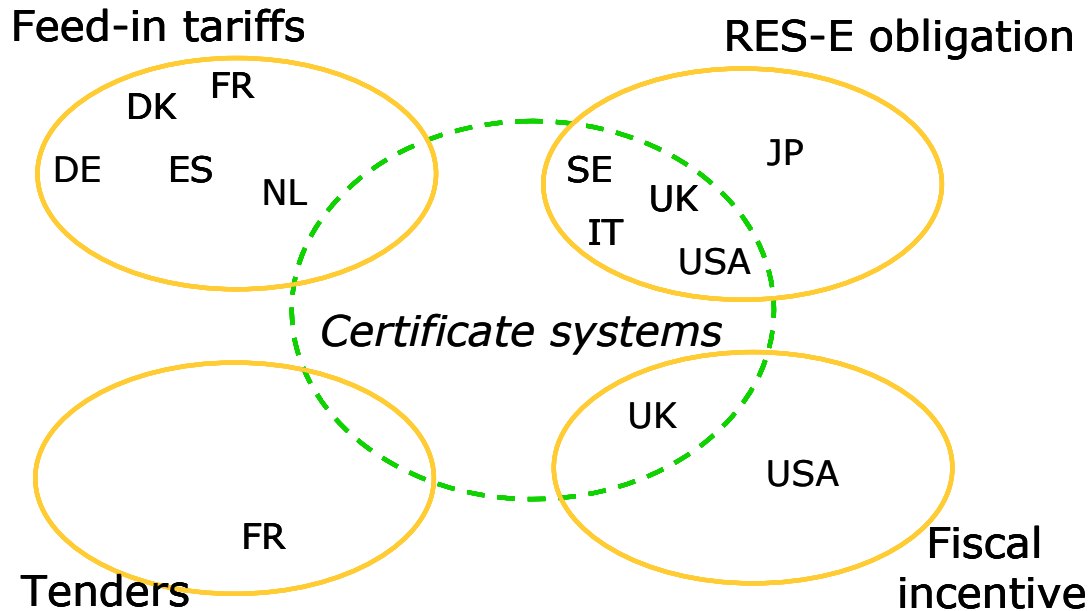 Feed-in tariffs
RES-E obligation
FR
DK
DE
ES
NL
JP
SE
UK
IT
USA
Certificate systems
UK
USA
FR
Tenders
Fiscal
incentive